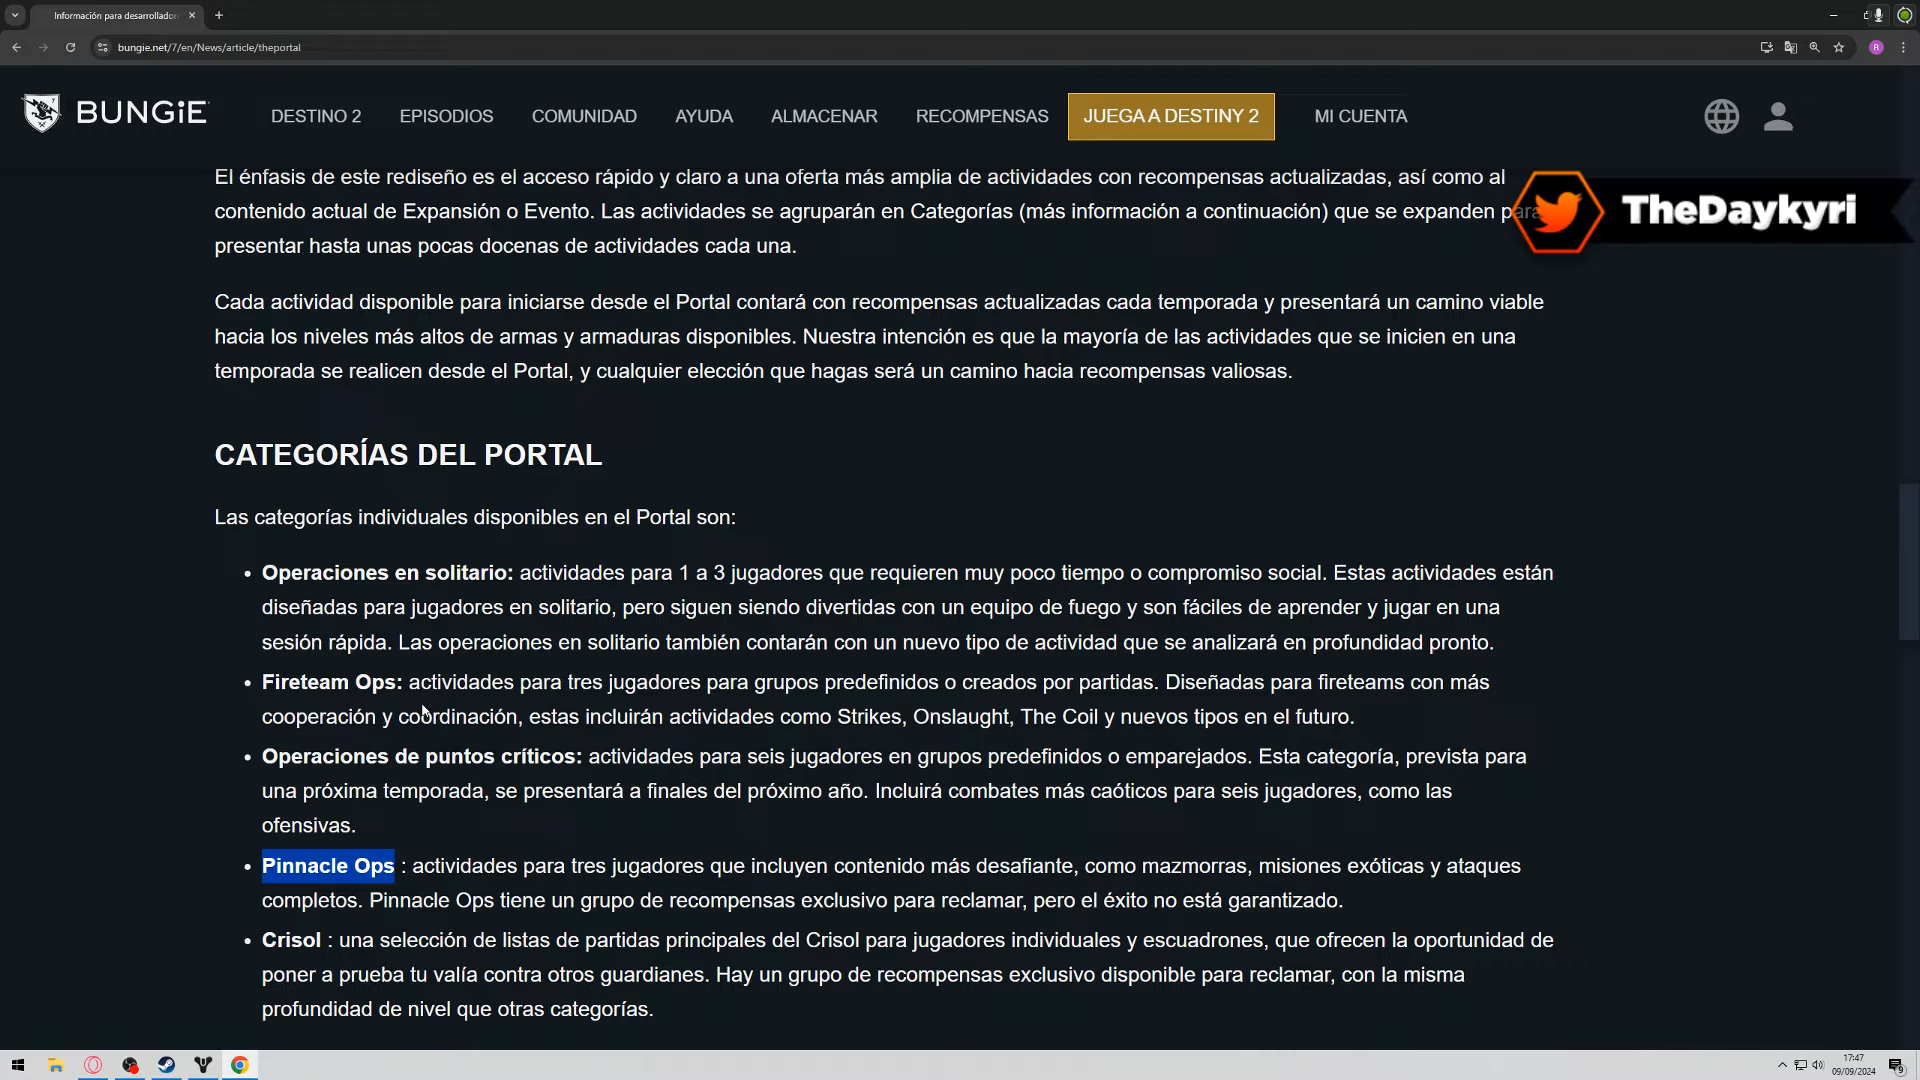 Información para desarrollador
bungie.net/7/en/News/article/theportal
R
BUNGiE
DESTINO 2
EPISODIOS
COMUNIDAD
AYUDA
ALMACENAR
RECOMPENSAS
JUEGA A DESTINY 2
MI CUENTA
TheDaykyri
El énfasis de este rediseño es el acceso rápido y claro a una oferta más amplia de actividades con recompensas actualizadas, así como al
contenido actual de Expansión o Evento. Las actividades se agruparán en Categorías (más información a continuación) que se expanden para
presentar hasta unas pocas docenas de actividades cada una.
Cada actividad disponible para iniciarse desde el Portal contará con recompensas actualizadas cada temporada y presentará un camino viable
hacia los niveles más altos de armas y armaduras disponibles. Nuestra intención es que la mayoría de las actividades que se inicien en una
temporada se realicen desde el Portal, y cualquier elección que hagas será un camino hacia recompensas valiosas.
CATEGORÍAS DEL PORTAL
Las categorías individuales disponibles en el Portal son:
• Operaciones en solitario: actividades para 1 a 3 jugadores que requieren muy poco tiempo o compromiso social. Estas actividades están
diseñadas para jugadores en solitario, pero siguen siendo divertidas con un equipo de fuego y son fáciles de aprender y jugar en una
sesión rápida. Las operaciones en solitario también contarán con un nuevo tipo de actividad que se analizará en profundidad pronto.
• Fireteam Ops: actividades para tres jugadores para grupos predefinidos o creados por partidas. Diseñadas para fireteams con más
cooperación y coordinación, estas incluirán actividades como Strikes, Onslaught, The Coil y nuevos tipos en el futuro.
• Operaciones de puntos críticos: actividades para seis jugadores en grupos predefinidos o emparejados. Esta categoría, prevista para
una próxima temporada, se presentará a finales del próximo año. Incluirá combates más caóticos para seis jugadores, como las
ofensivas.
• Pinnacle Ops : actividades para tres jugadores que incluyen contenido más desafiante, como mazmorras, misiones exóticas y ataques
completos. Pinnacle Ops tiene un grupo de recompensas exclusivo para reclamar, pero el éxito no está garantizado.
• Crisol : una selección de listas de partidas principales del Crisol para jugadores individuales y escuadrones, que ofrecen la oportunidad de
poner a prueba tu valía contra otros guardianes. Hay un grupo de recompensas exclusivo disponible para reclamar, con la misma
profundidad de nivel que otras categorías.
17:47
09/09/2024